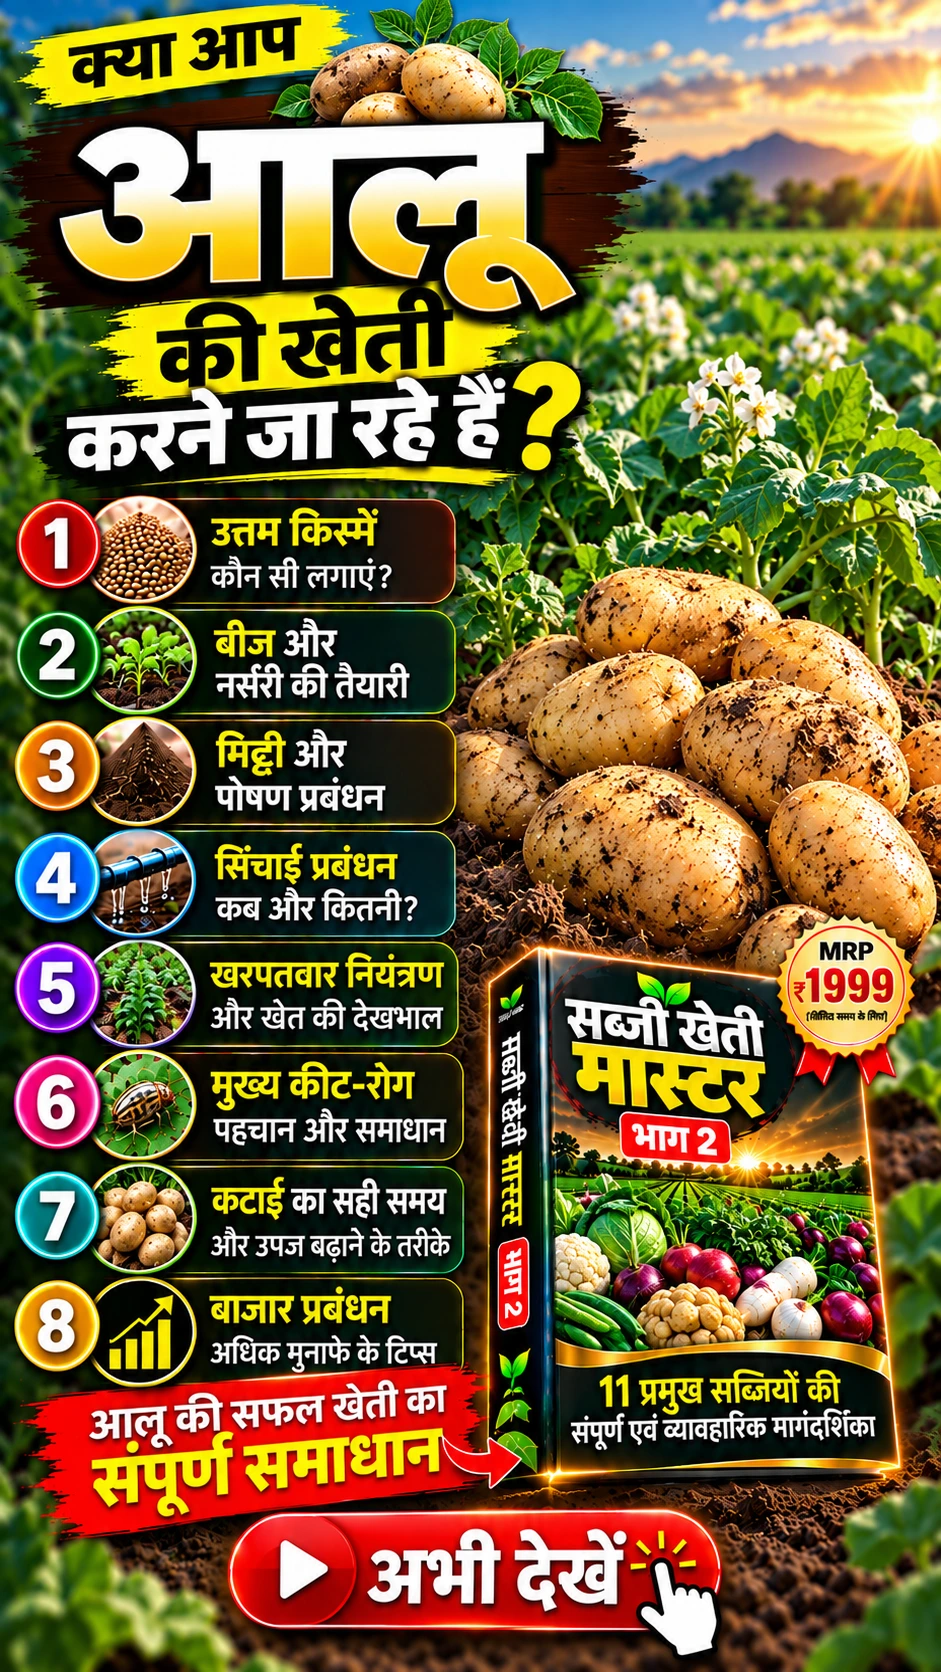 क्या आप
आलू
की खेती
करने जा रहे हैं?
1
उत्तम किस्में
कौन सी लगाएं?
2
बीज और
नर्सरी की तैयारी
3
मिट्टी और
पोषण प्रबंधन
4
सिंचाई प्रबंधन
कब और कितनी?
5
खरपतवार नियंत्रण
और खेत की देखभाल
6
मुख्य कीट-रोग
पहचान और समाधान
7
कटाई का सही समय
और उपज बढ़ाने के तरीके
8
बाजार प्रबंधन
अधिक मुनाफे के टिप्स
आलू की सफल खेती का
संपूर्ण समाधान
MRP
₹1999
सब्जी खेती
मास्टर
भाग 2
भाग 2
11 प्रमुख सब्जियों की
संपूर्ण एवं व्यावहारिक मागंदर्शिका
अभी देखें